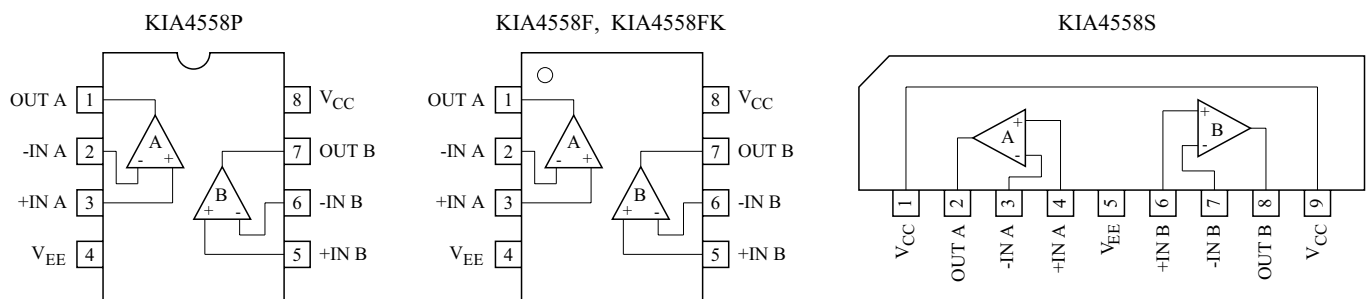 KIA4558P
OUT A 1
-IN A 2
+IN A 3
VEE 4
8 VCC
7 OUT B
6 -IN B
5 +IN B
A
- +
B
+ -
KIA4558F, KIA4558FK
OUT A 1
-IN A 2
+IN A 3
VEE 4
8 VCC
7 OUT B
6 -IN B
5 +IN B
A
- +
B
+ -
KIA4558S
A
+
-
B
+
-
1 2 3 4 5 6 7 8 9
VCC
OUT A
-IN A
+IN A
VEE
+IN B
-IN B
OUT B
VCC